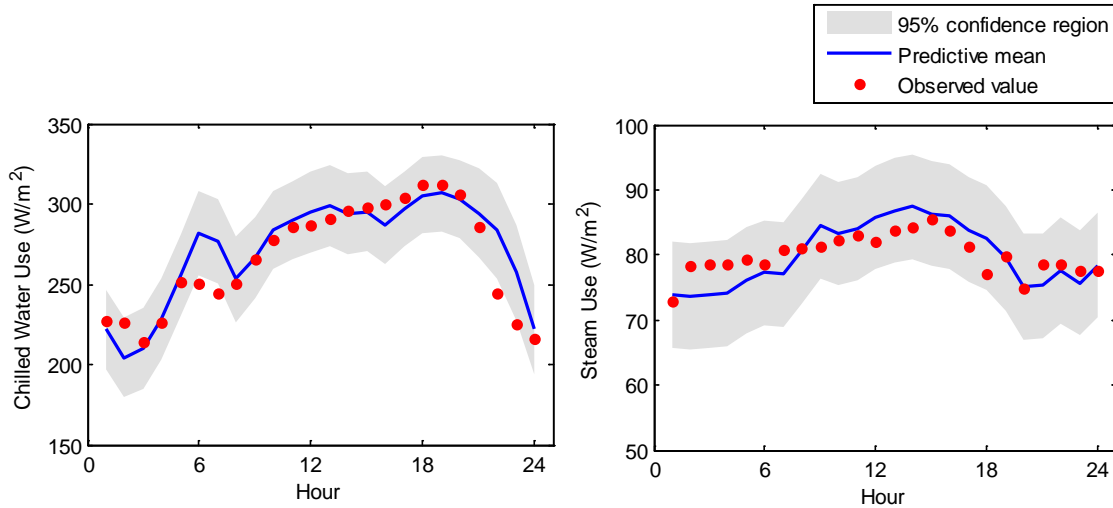 95% confidence region
Predictive mean
Observed value
Chilled Water Use (W/m²)
350
300
250
200
150
0 6 12 18 24
Hour
Steam Use (W/m²)
100
90
80
70
60
50
0 6 12 18 24
Hour